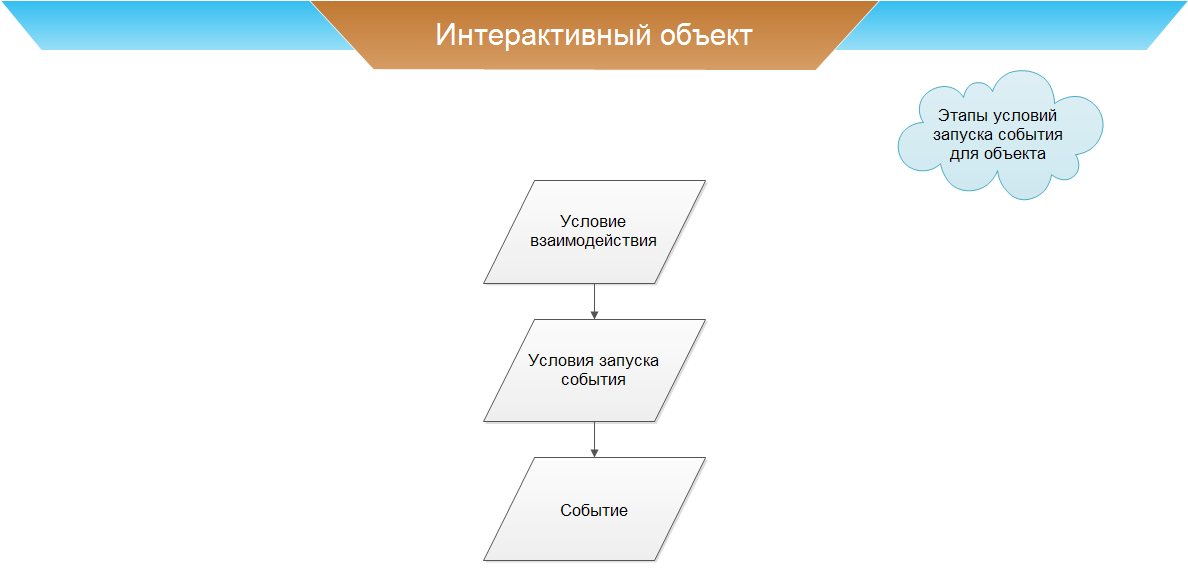 Интерактивный объект
Этапы условий
запуска события
для объекта
Условие
взаимодействия
Условия запуска
события
Событие